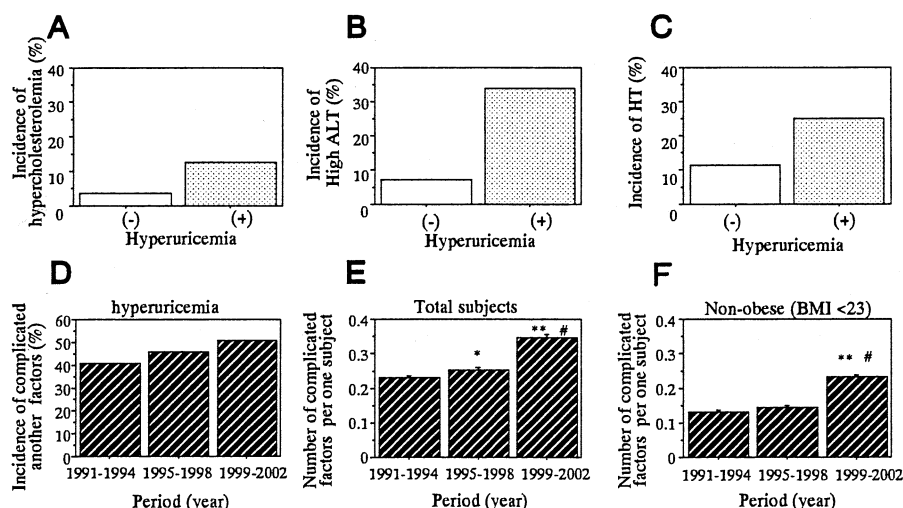 A
Incidence of
hypercholesterolemia (%)
40
30
20
10
0
(-)
(+)
Hyperuricemia
B
Incidence of
High ALT (%)
40
30
20
10
0
(-)
(+)
Hyperuricemia
C
Incidence of HT (%)
40
30
20
10
0
(-)
(+)
Hyperuricemia
D
hyperuricemia
Incidence of complicated
another factors (%)
60
50
40
30
20
10
0
1991-1994
1995-1998
1999-2002
Period (year)
E
Total subjects
Number of complicated
factors per one subject
0.4
0.3
0.2
0.1
0
*
** #
1991-1994
1995-1998
1999-2002
Period (year)
F
Non-obese (BMI <23)
Number of complicated
factors per one subject
0.4
0.3
0.2
0.1
0
** #
1991-1994
1995-1998
1999-2002
Period (year)